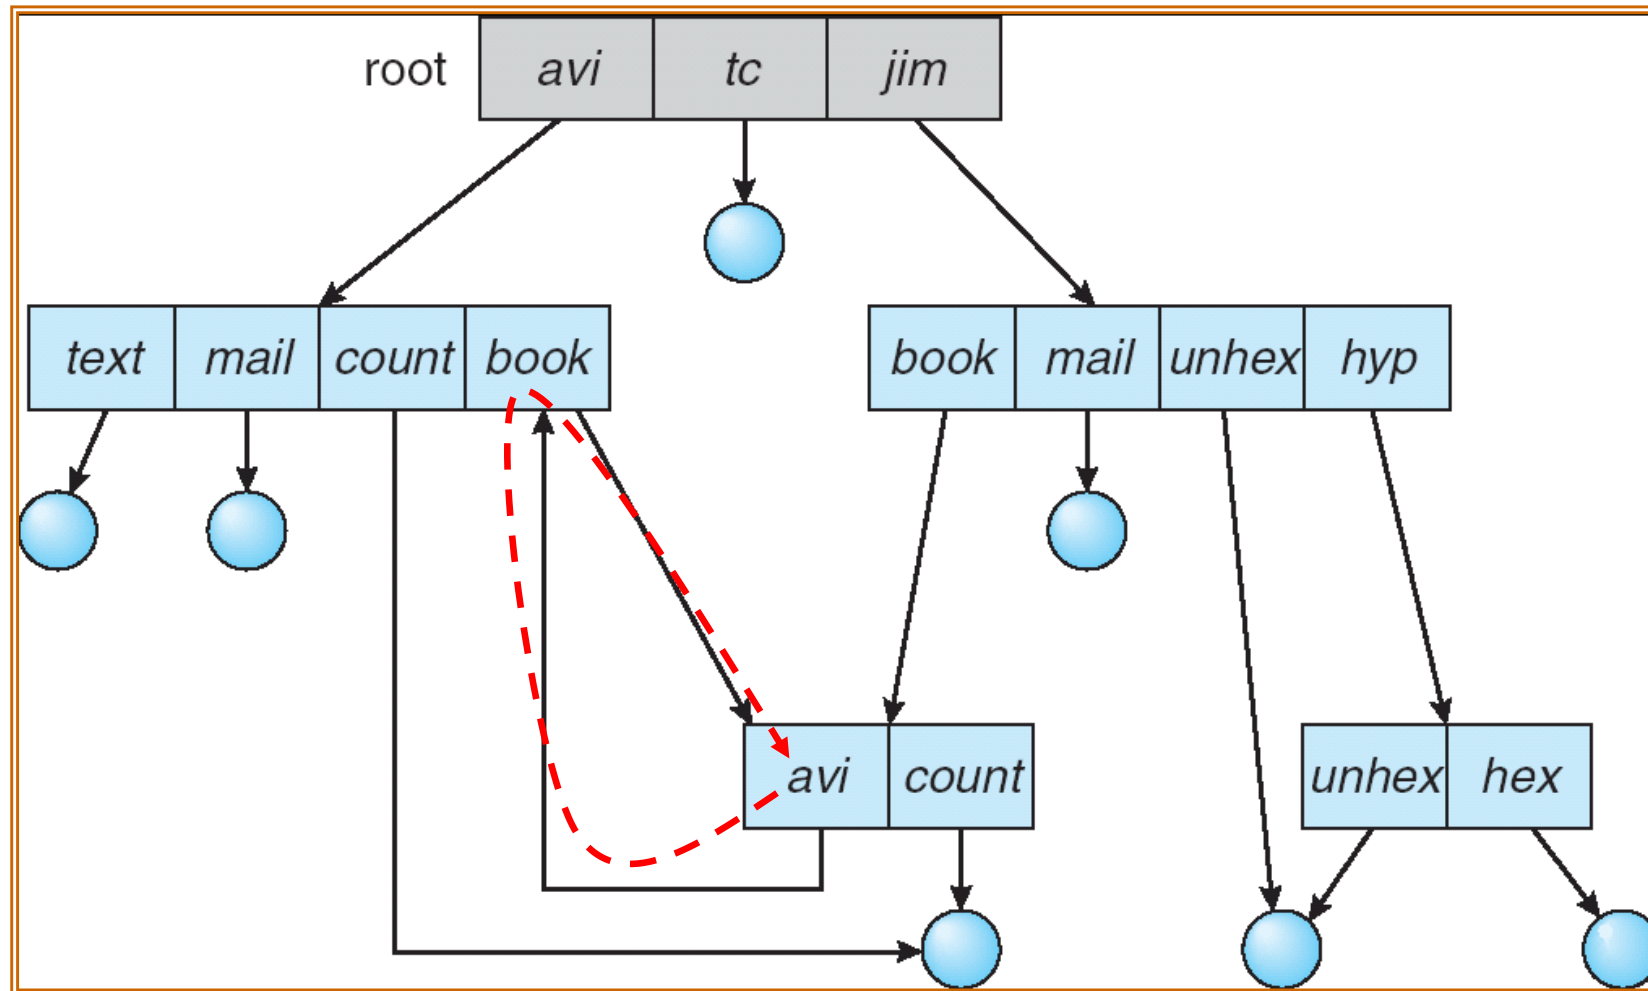 root avi tc jim
text mail count book book mail unhex hyp
avi count unhex hex